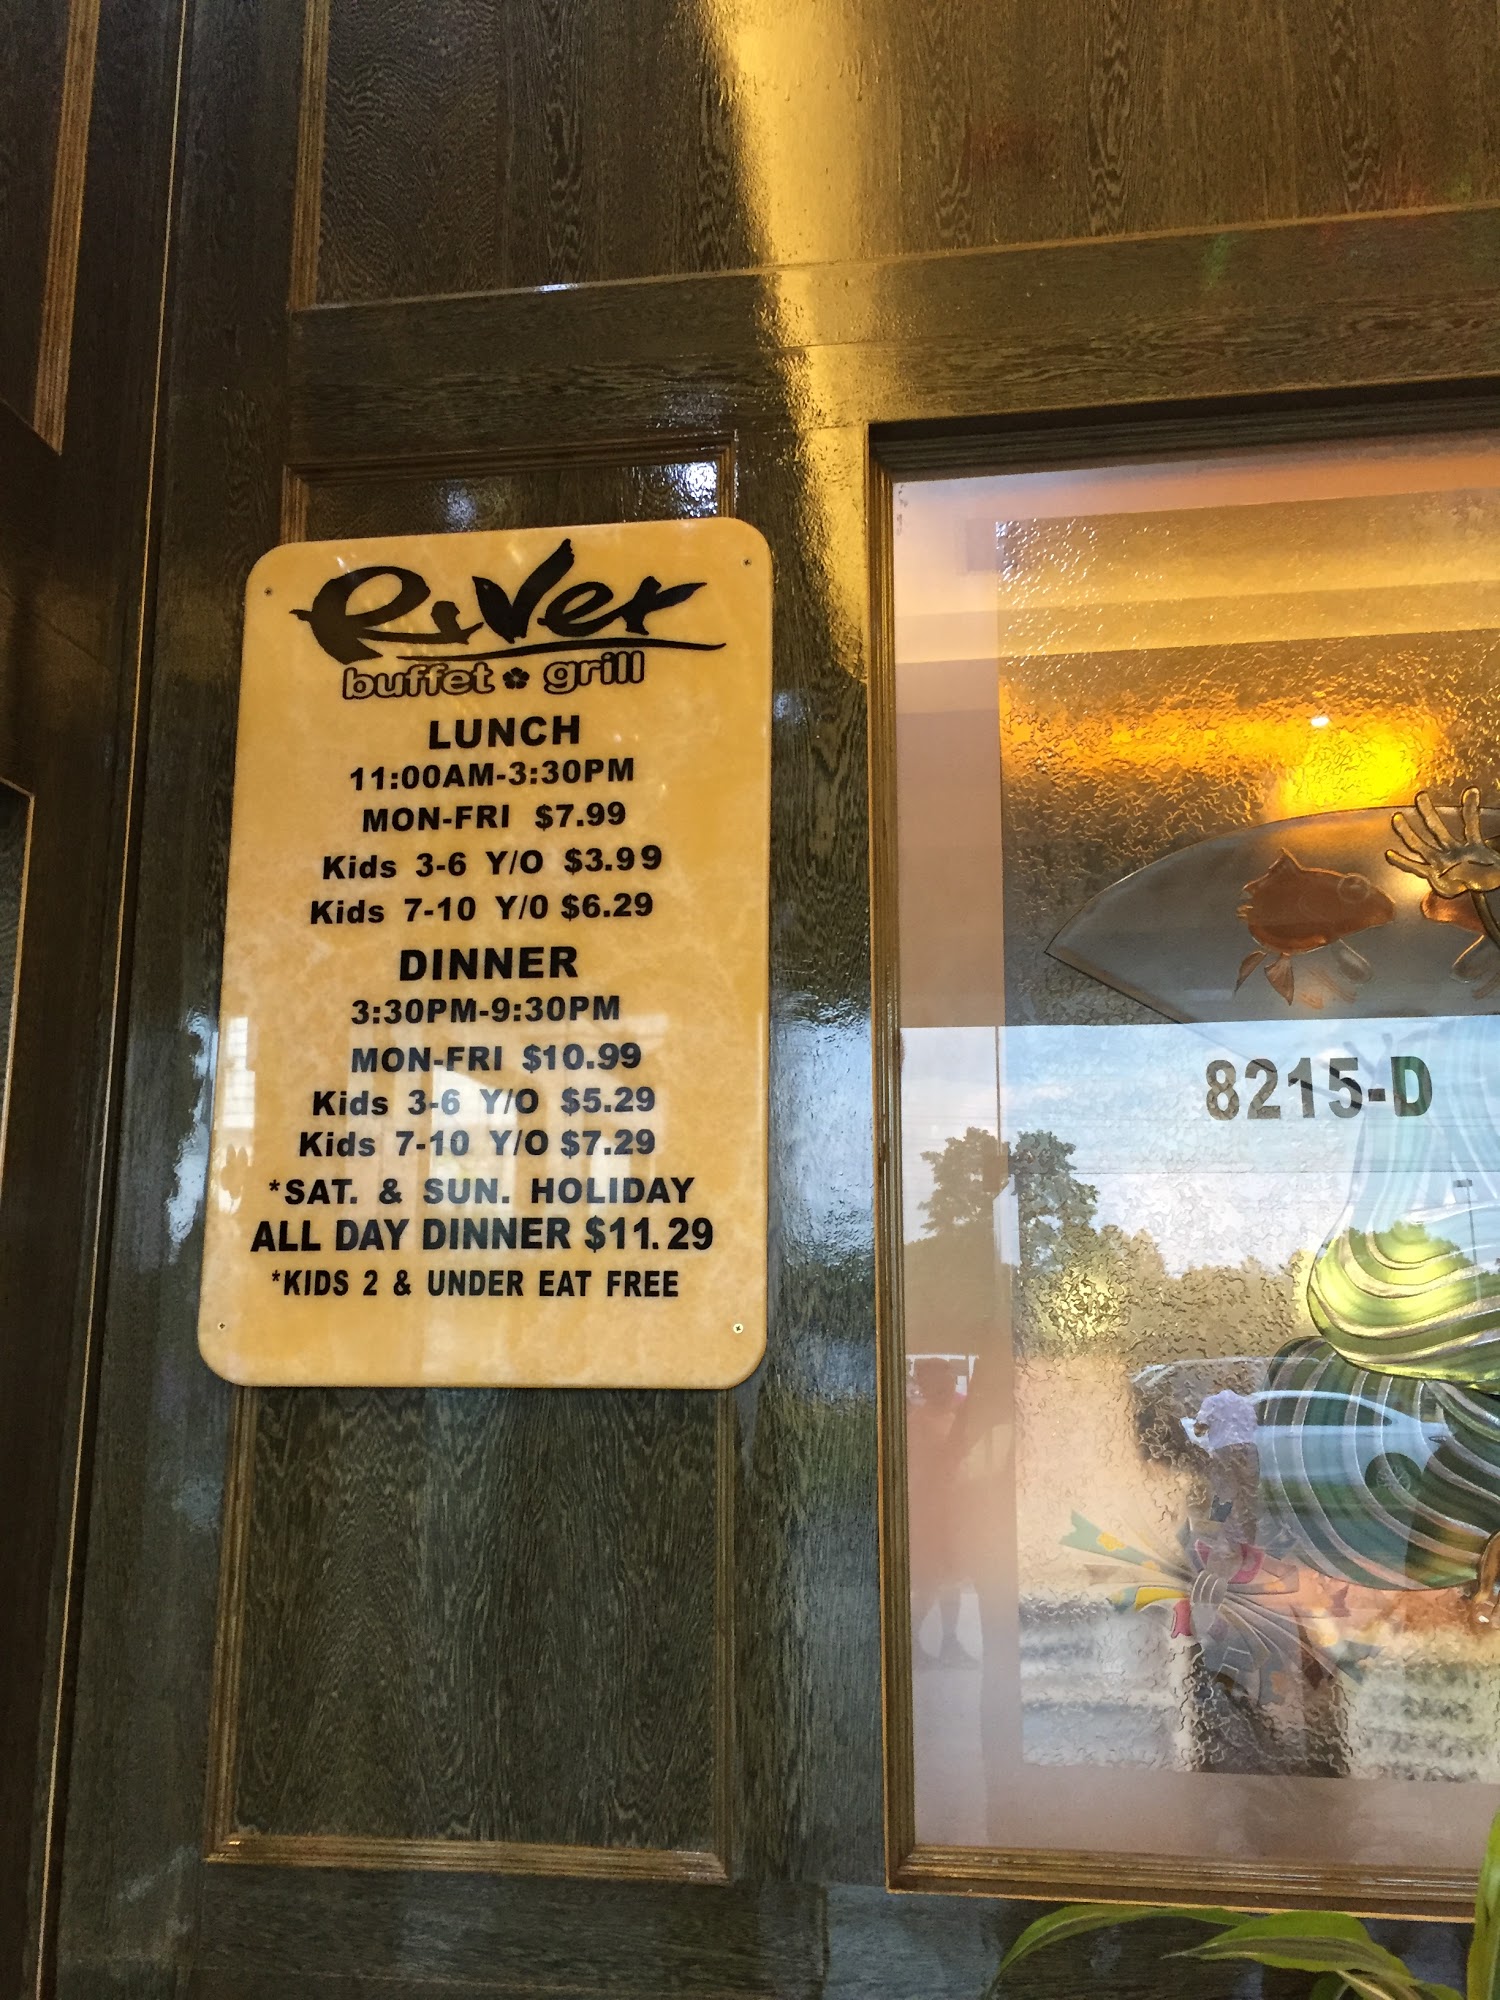 River
buffet grill
LUNCH
11:00AM-3:30PM
MON-FRI $7.99
Kids 3-6 Y/O $3.99
Kids 7-10 Y/0 $6.29
DINNER
3:30PM-9:30PM
MON-FRI $10.99
Kids 3-6 Y/O $5.29
Kids 7-10 Y/O $7.29
*SAT. & SUN. HOLIDAY
ALL DAY DINNER $11.29
*KIDS 2 & UNDER EAT FREE
8215-D